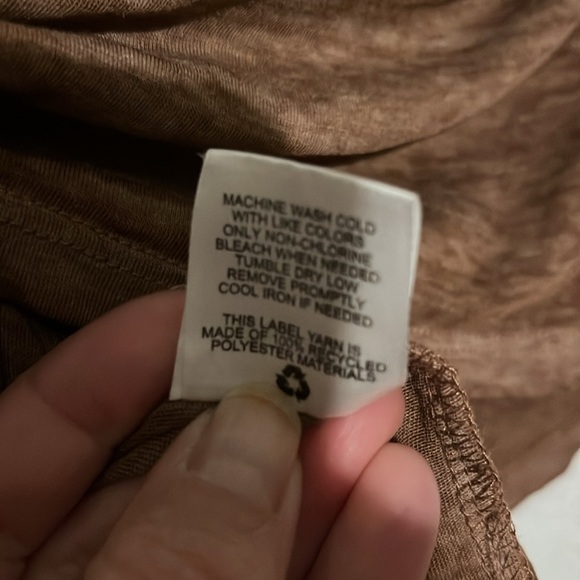 MACHINE WASH COLD
WITH LIKE COLORS
ONLY NON-CHLORINE
BLEACH WHEN NEEDED
TUMBLE DRY LOW
REMOVE PROMPTLY
COOL IRON IF NEEDED
THIS LABEL YARN IS
MADE OF 100% RECYCLED
POLYESTER MATERIALS